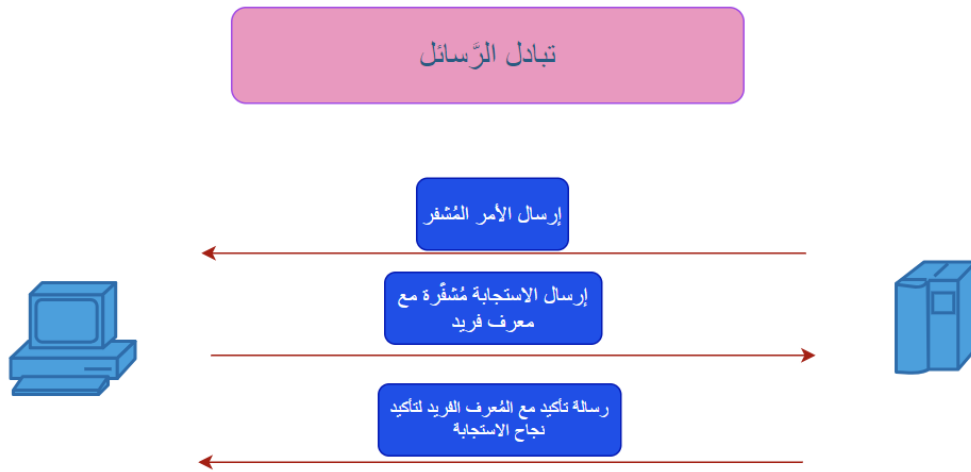 تبادل الرَّسائل
إرسال الأمر المُشفر
إرسال الاستجابة مُشفَّرة مع
معرف فريد
رسالة تأكيد مع المُعرف الفريد لتأكيد
نجاح الاستجابة